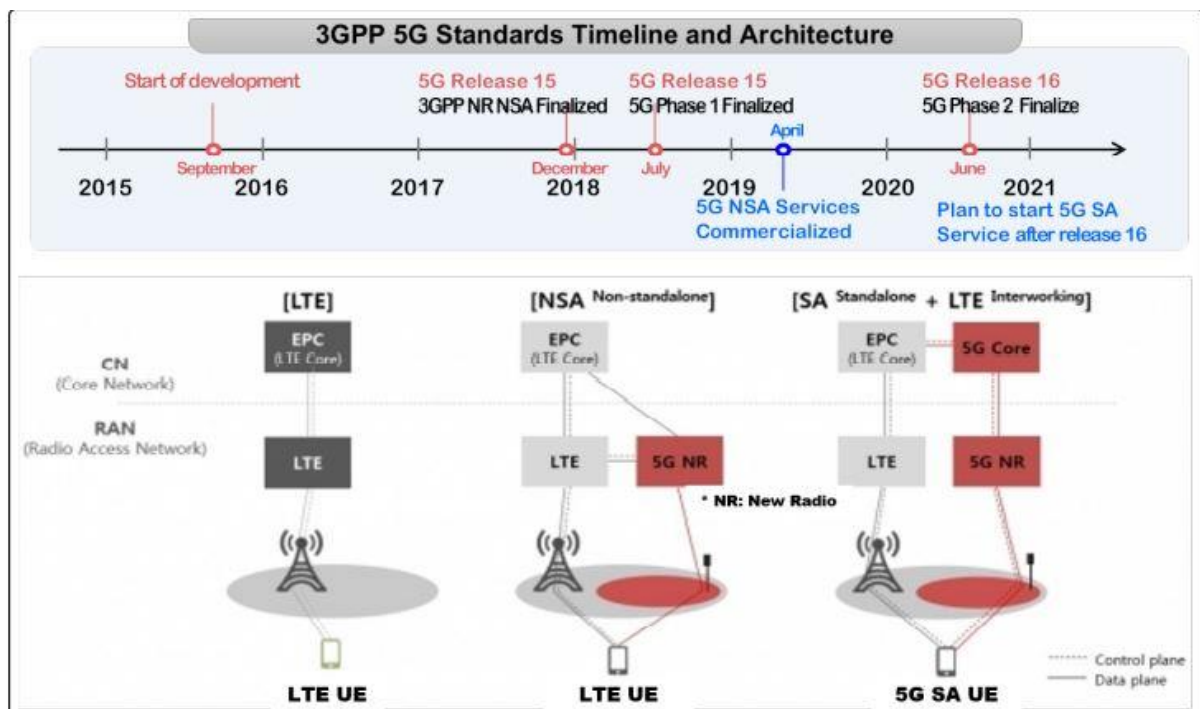 3GPP 5G Standards Timeline and Architecture
Start of development
5G Release 15
3GPP NR NSA Finalized
5G Release 15
5G Phase 1 Finalized
5G Release 16
5G Phase 2 Finalize
April
September
December
July
June
2015
2016
2017
2018
2019
2020
2021
5G NSA Services
Commercialized
Plan to start 5G SA
Service after release 16
[LTE]
[NSA Non-standalone]
[SA Standalone + LTE Interworking]
EPC
(LTE Core)
EPC
(LTE Core)
EPC
(LTE Core)
5G Core
CN
(Core Network)
RAN
(Radio Access Network)
LTE
LTE
5G NR
LTE
5G NR
* NR: New Radio
Control plane
Data plane
LTE UE
LTE UE
5G SA UE